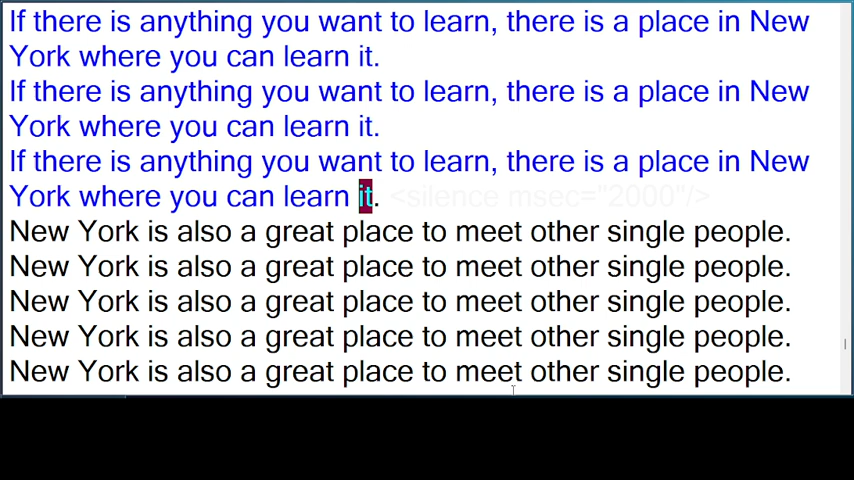 If there is anything you want to learn, there is a place in New
York where you can learn it.
If there is anything you want to learn, there is a place in New
York where you can learn it.
If there is anything you want to learn, there is a place in New
York where you can learn it. <silence msec="2000"/>
New York is also a great place to meet other single people.
New York is also a great place to meet other single people.
New York is also a great place to meet other single people.
New York is also a great place to meet other single people.
New York is also a great place to meet other single people.